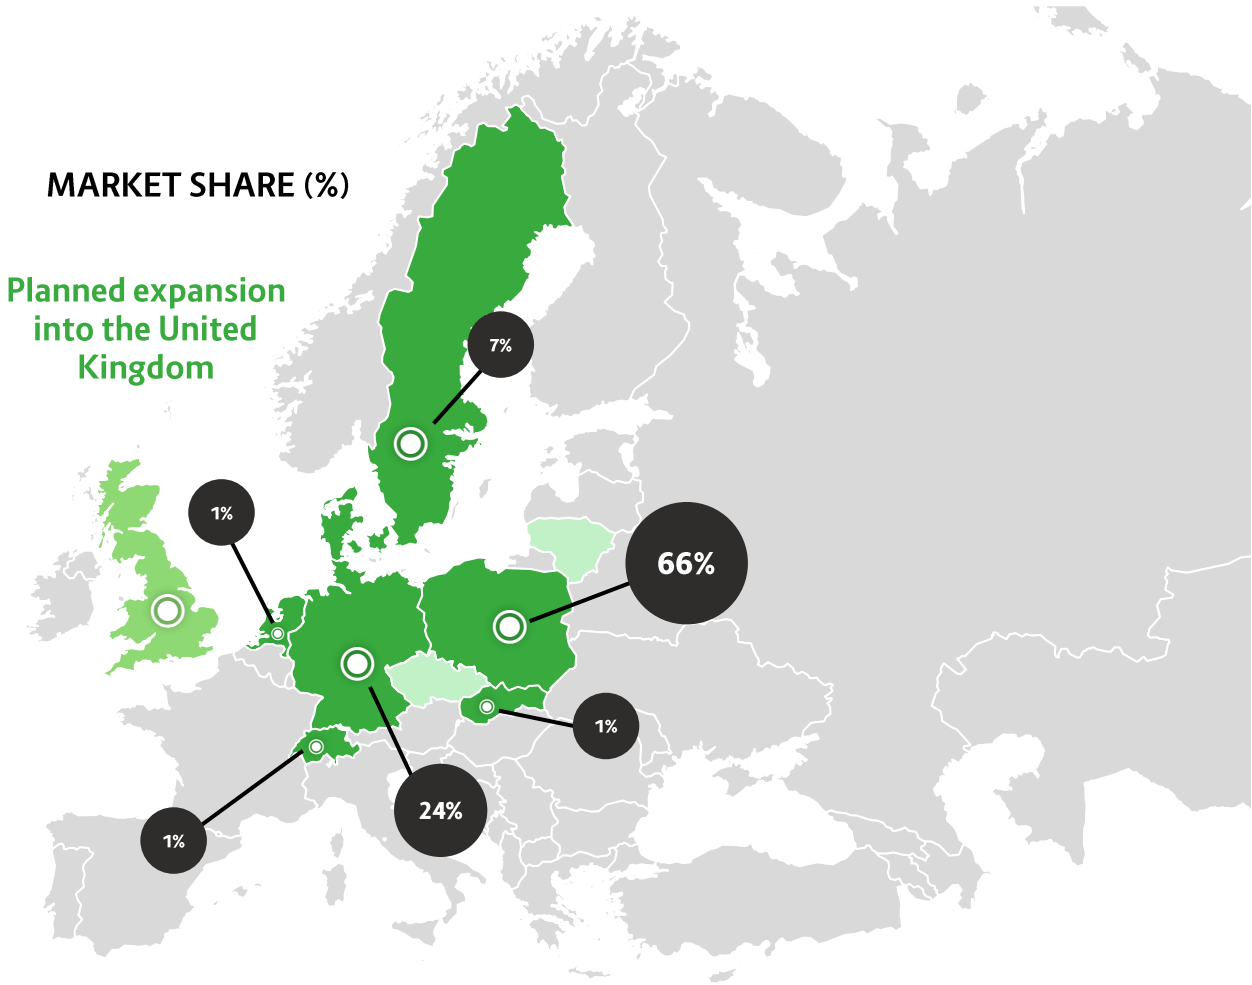 MARKET SHARE (%)
Planned expansion
into the United
Kingdom
7%
1%
66%
1%
24%
1%